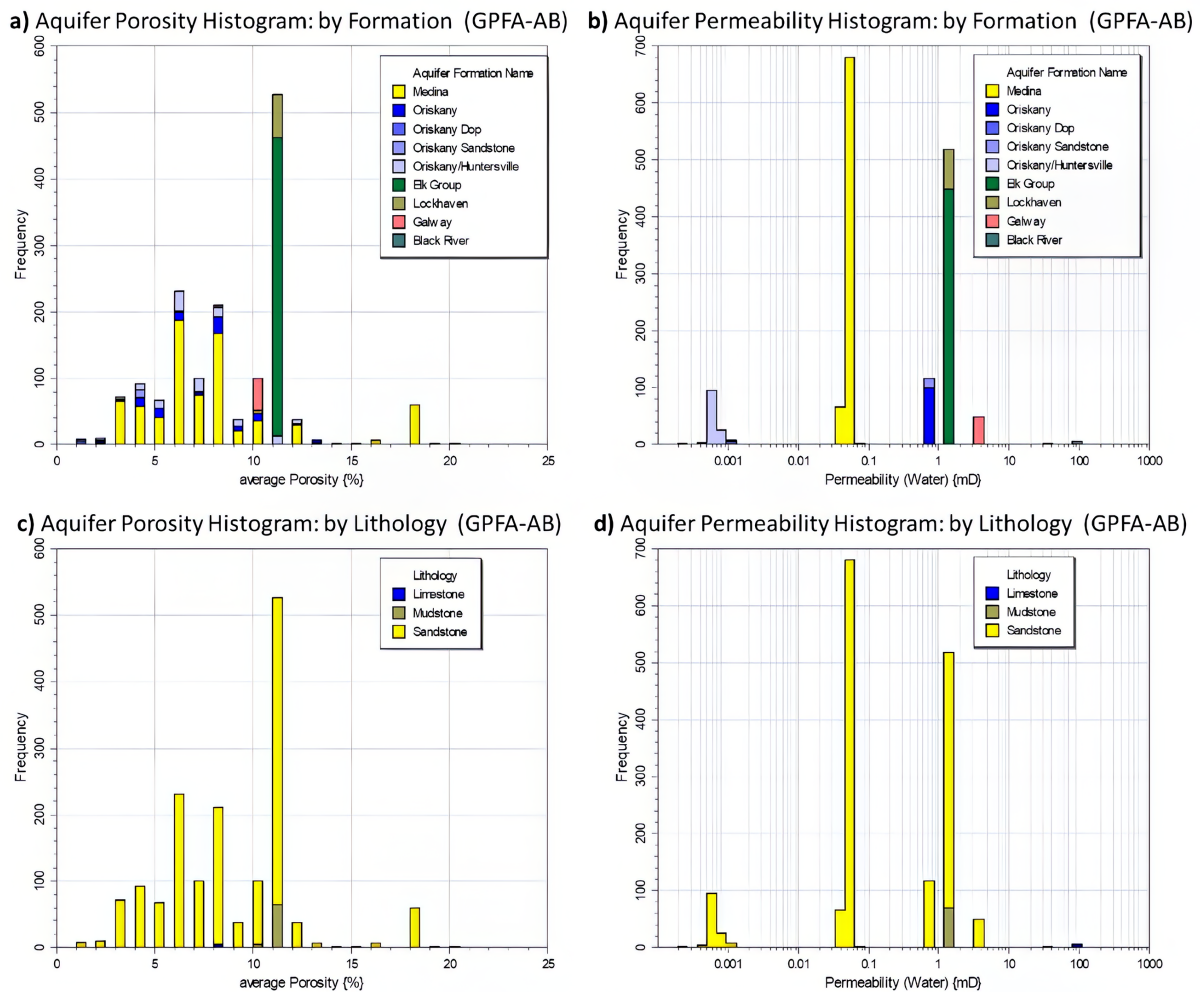 a) Aquifer Porosity Histogram: by Formation (GPFA-AB)
600
500
400
300
200
100
0
Frequency
0 5 10 15 20 25
average Porosity {%}
Aquifer Formation Name
Medina
Oriskany
Oriskany Dop
Oriskany Sandstone
Oriskany/Huntersville
Elk Group
Lockhaven
Galway
Black River
b) Aquifer Permeability Histogram: by Formation (GPFA-AB)
700
600
500
400
300
200
100
0
Frequency
0.001 0.01 0.1 1 10 100 1000
Permeability (Water) {mD}
Aquifer Formation Name
Medina
Oriskany
Oriskany Dop
Oriskany Sandstone
Oriskany/Huntersville
Elk Group
Lockhaven
Galway
Black River
c) Aquifer Porosity Histogram: by Lithology (GPFA-AB)
600
500
400
300
200
100
0
Frequency
0 5 10 15 20 25
average Porosity {%}
Lithology
Limestone
Mudstone
Sandstone
d) Aquifer Permeability Histogram: by Lithology (GPFA-AB)
700
600
500
400
300
200
100
0
Frequency
0.001 0.01 0.1 1 10 100 1000
Permeability (Water) {mD}
Lithology
Limestone
Mudstone
Sandstone